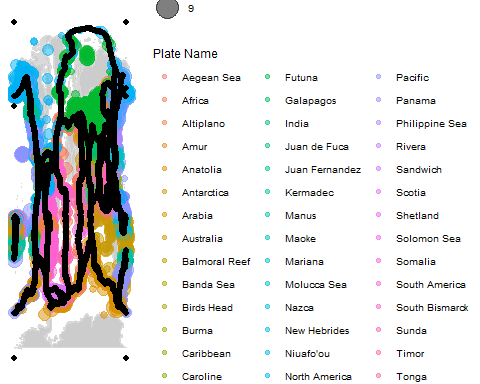 9
Plate Name
Aegean Sea Futuna Pacific
Africa Galapagos Panama
Altiplano India Philippine Sea
Amur Juan de Fuca Rivera
Anatolia Juan Fernandez Sandwich
Antarctica Kermadec Scotia
Arabia Manus Shetland
Australia Maoke Solomon Sea
Balmoral Reef Mariana Somalia
Banda Sea Molucca Sea South America
Birds Head Nazca South Bismarck
Burma New Hebrides Sunda
Caribbean Niuafo'ou Timor
Caroline North America Tonga